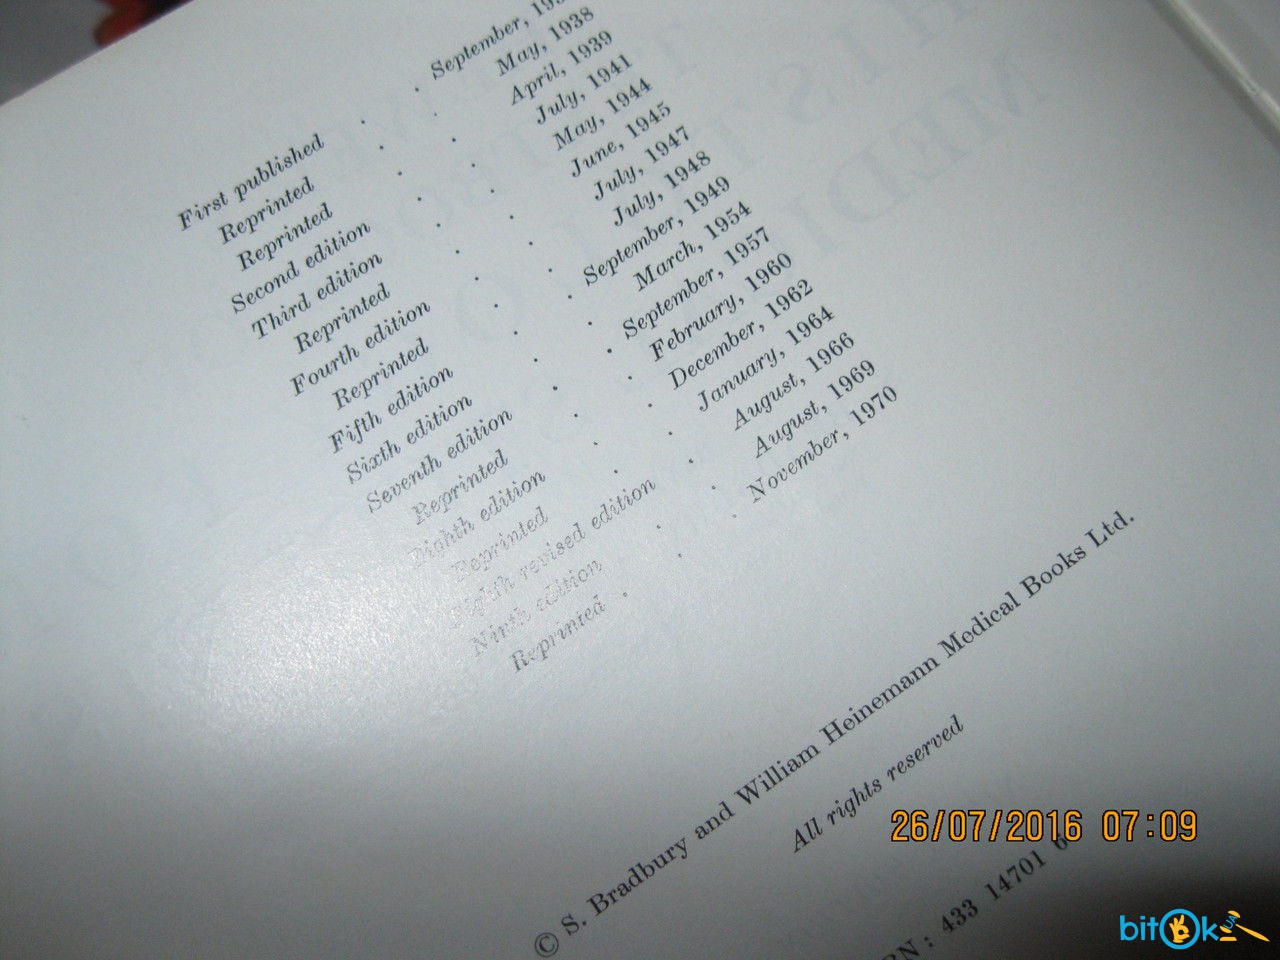 First published . . September,
Reprinted . . May, 1938
Reprinted . . April, 1939
Second edition . . July, 1941
Third edition . . May, 1944
Reprinted . . June, 1945
Fourth edition . . July, 1947
Reprinted . . July, 1948
Fifth edition . . September, 1949
Sixth edition . . March, 1954
Seventh edition . . September, 1957
Reprinted . . February, 1960
Eighth edition . . December, 1962
Reprinted . . January, 1964
Eighth revised edition . August, 1966
Ninth edition . . August, 1969
Reprinted . . . November, 1970
© S. Bradbury and William Heinemann Medical Books Ltd.
All rights reserved
433 14701 6
26/07/2016 07:09
bitOk UA